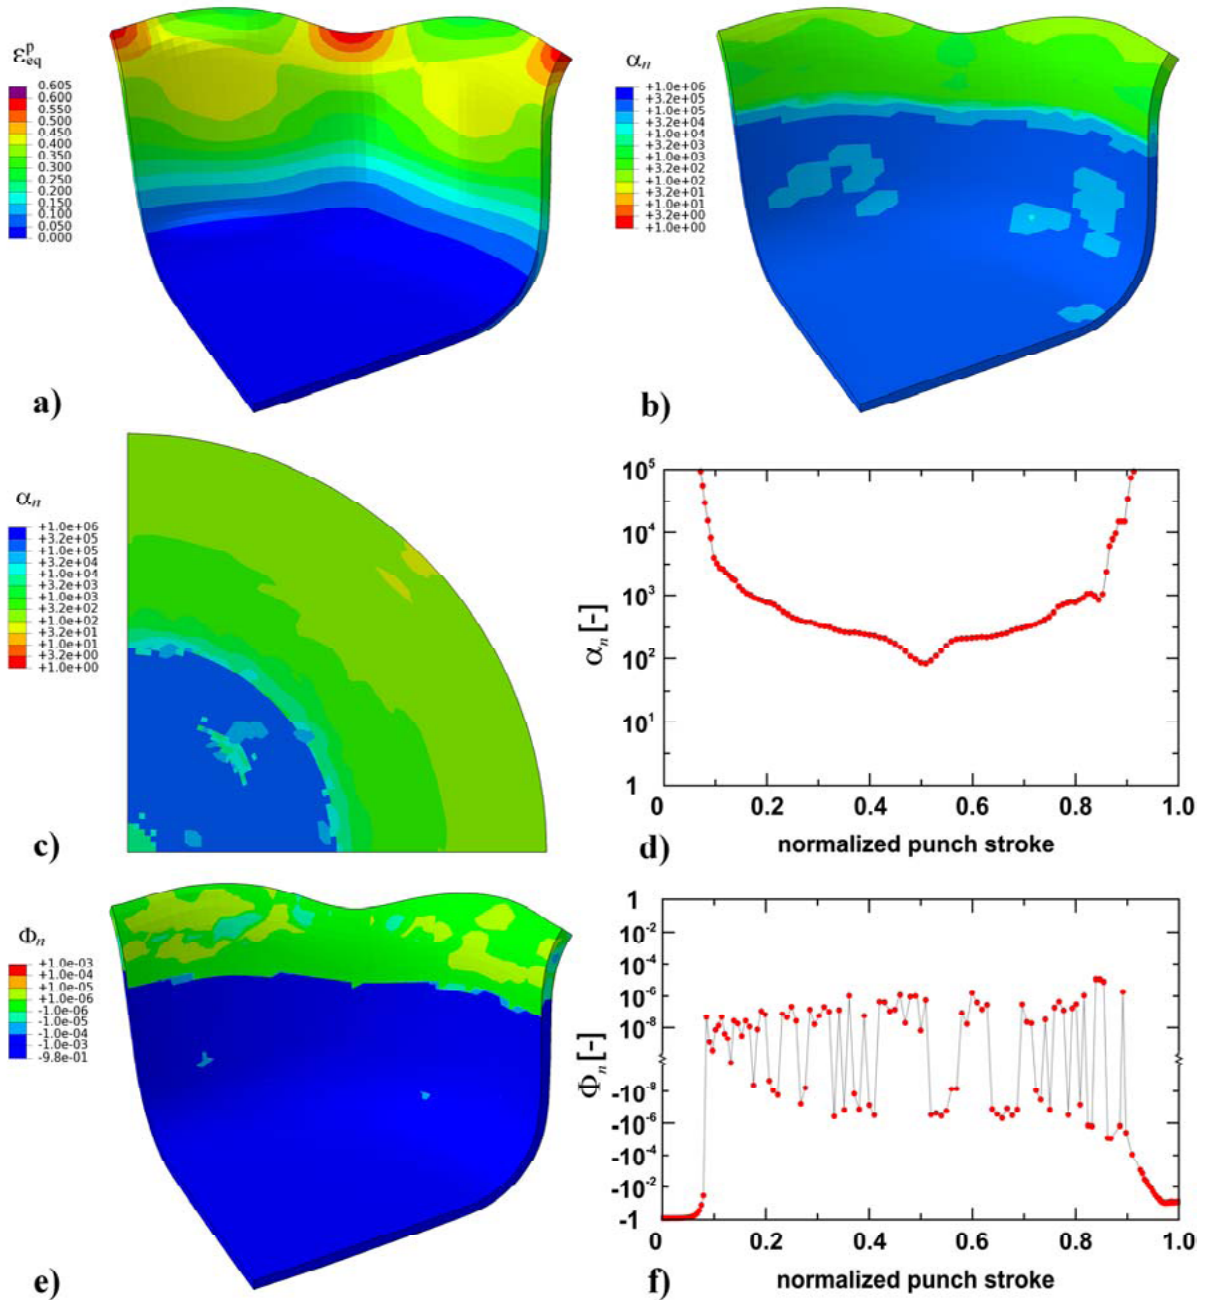 ε^p_eq
0.605
0.600
0.550
0.500
0.450
0.400
0.350
0.300
0.250
0.200
0.150
0.100
0.050
0.000
a)
α_n
+1.0e+06
+3.2e+05
+1.0e+05
+3.2e+04
+1.0e+04
+3.2e+03
+1.0e+03
+3.2e+02
+1.0e+02
+3.2e+01
+1.0e+01
+3.2e+00
+1.0e+00
b)
α_n
+1.0e+06
+3.2e+05
+1.0e+05
+3.2e+04
+1.0e+04
+3.2e+03
+1.0e+03
+3.2e+02
+1.0e+02
+3.2e+01
+1.0e+01
+3.2e+00
+1.0e+00
c)
α_n [-]
10^5
10^4
10^3
10^2
10^1
1
0 0.2 0.4 0.6 0.8 1.0
normalized punch stroke
d)
Φ_n
+1.0e-03
+1.0e-04
+1.0e-05
+1.0e-06
-1.0e-06
-1.0e-05
-1.0e-04
-1.0e-03
-9.8e-01
e)
Φ_n [-]
1
10^-2
10^-4
10^-6
10^-8
-10^-8
-10^-6
-10^-4
-10^-2
-1
0 0.2 0.4 0.6 0.8 1.0
normalized punch stroke
f)